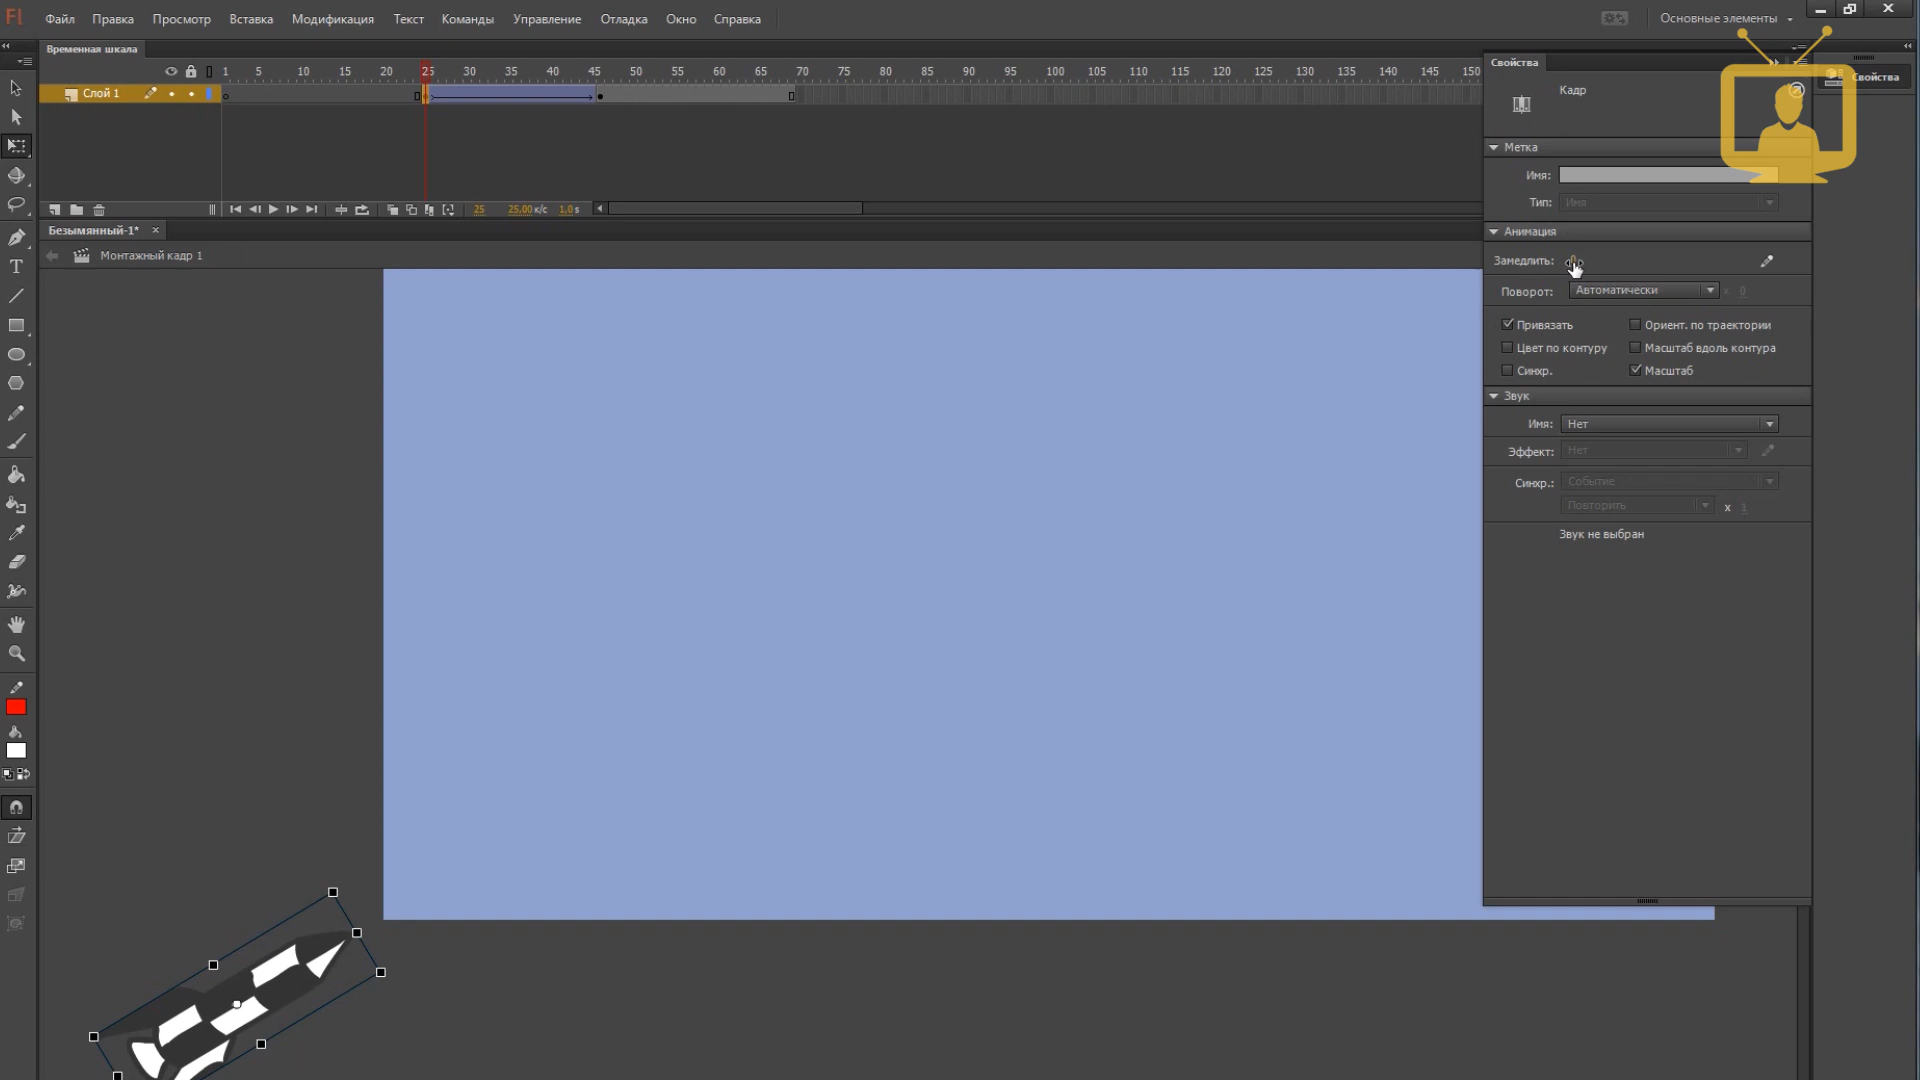 Fl Файл Правка Просмотр Вставка Модификация Текст Команды Управление Отладка Окно Справка Основные элементы
Временная шкала
1 5 10 15 20 25 30 35 40 45 50 55 60 65 70 75 80 85 90 95 100 105 110 115 120 125 130 135 140 145 150
Слой 1
25 25,00 к/с 1,0 s
Безымянный-1* ×
Монтажный кадр 1
Свойства
Кадр
Метка
Имя:
Тип: Имя
Анимация
Замедлить:
Поворот: Автоматически x 0
Привязать Ориент. по траектории
Цвет по контуру Масштаб вдоль контура
Синхр. Масштаб
Звук
Имя: Нет
Эффект: Нет
Синхр.: Событие
Повторить x 1
Звук не выбран
Свойства
T